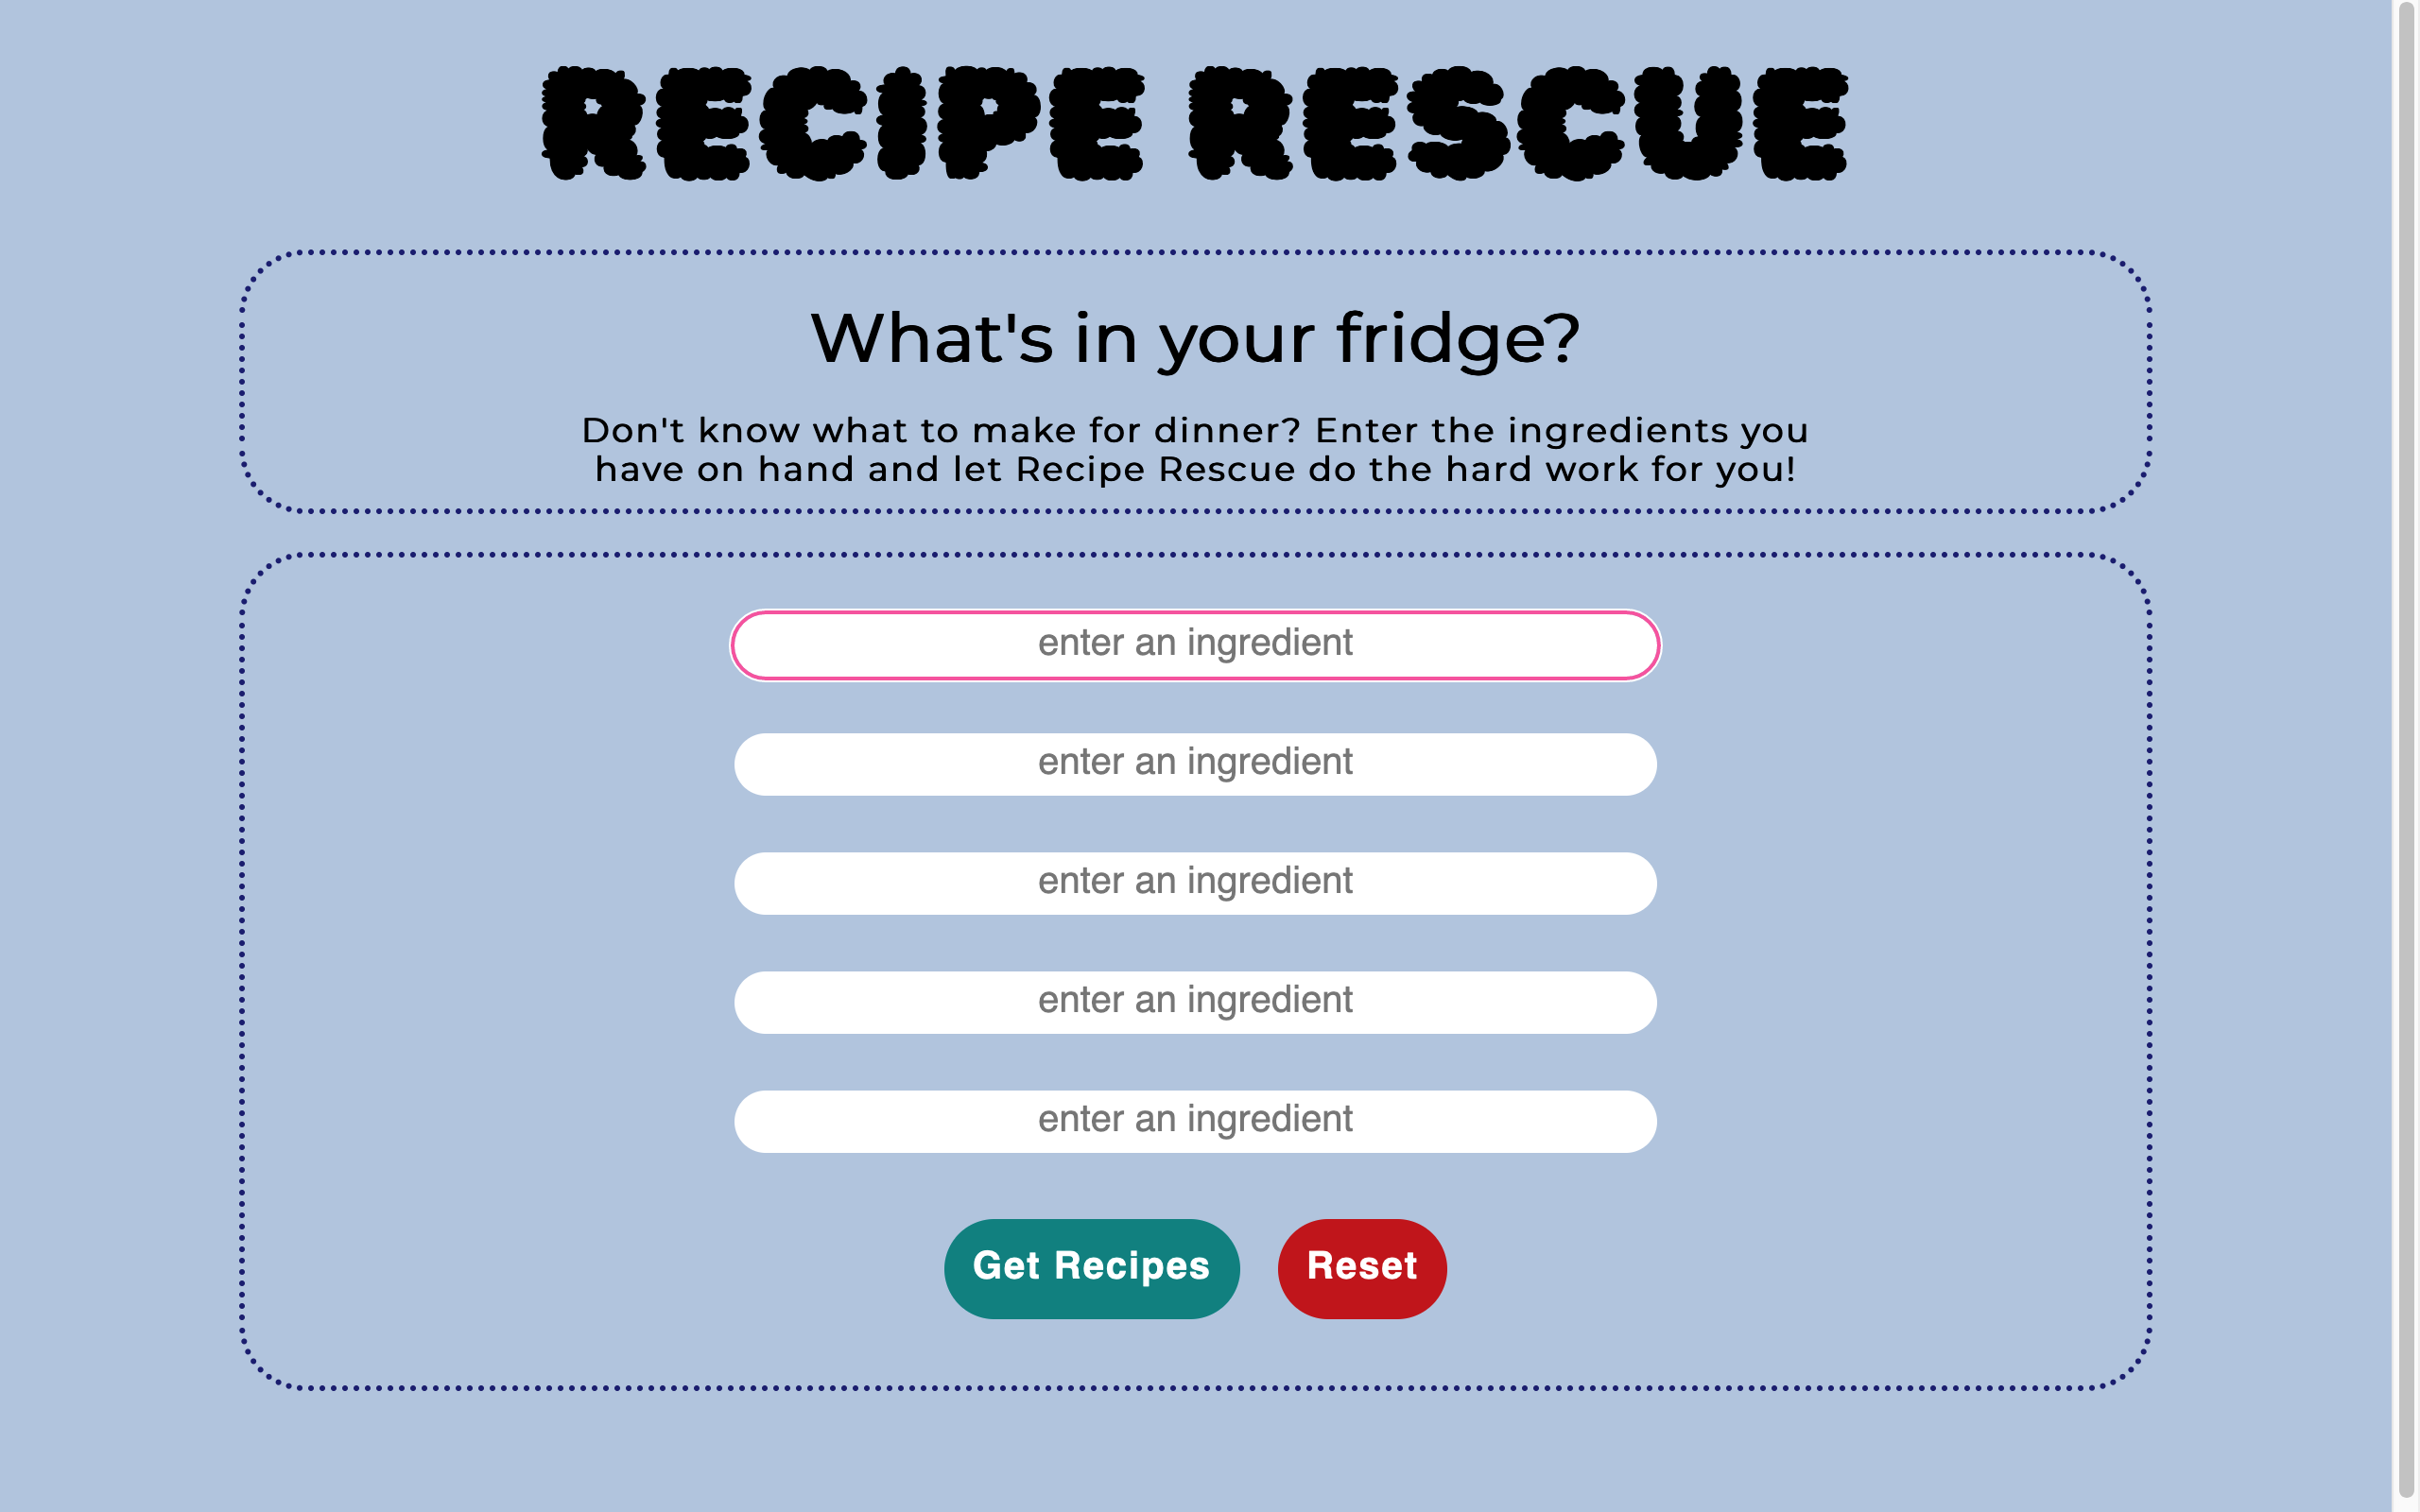 RECIPE RESCUE
What's in your fridge?
Don't know what to make for dinner? Enter the ingredients you
have on hand and let Recipe Rescue do the hard work for you!
enter an ingredient
enter an ingredient
enter an ingredient
enter an ingredient
enter an ingredient
Get Recipes
Reset